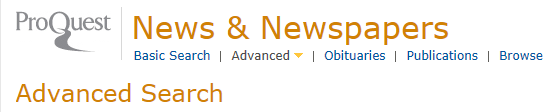 ProQuest
News & Newspapers
Basic Search | Advanced | Obituaries | Publications | Browse
Advanced Search